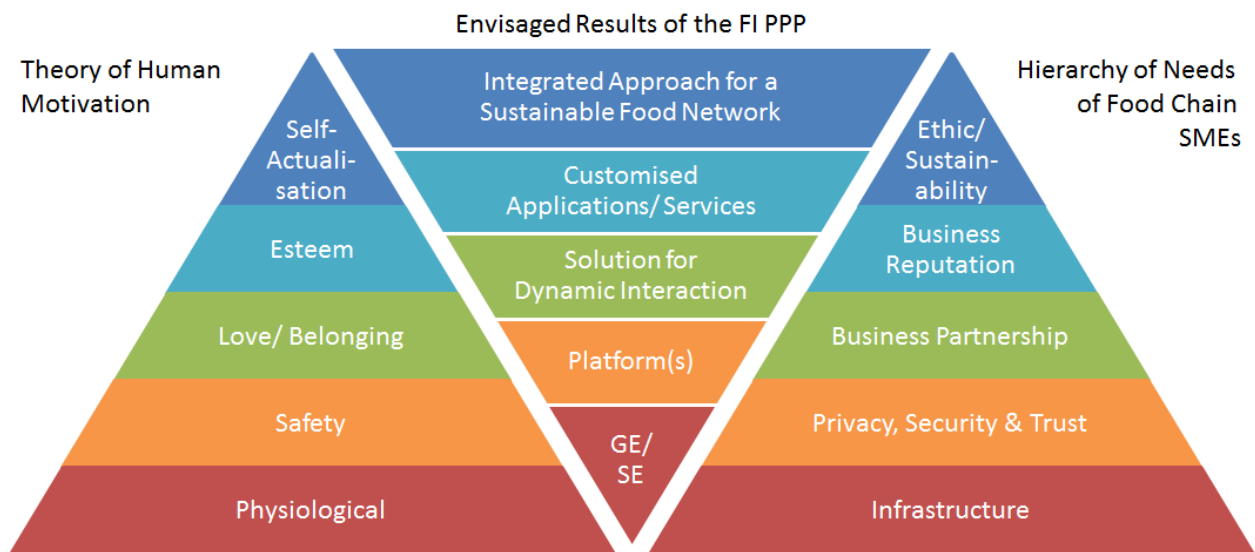 Envisaged Results of the FI PPP
Theory of Human
Motivation
Hierarchy of Needs
of Food Chain
SMEs
Self-
Actuali-
sation
Esteem
Love/ Belonging
Safety
Physiological
Integrated Approach for a
Sustainable Food Network
Customised
Applications/ Services
Solution for
Dynamic Interaction
Platform(s)
GE/
SE
Ethic/
Sustain-
ability
Business
Reputation
Business Partnership
Privacy, Security & Trust
Infrastructure